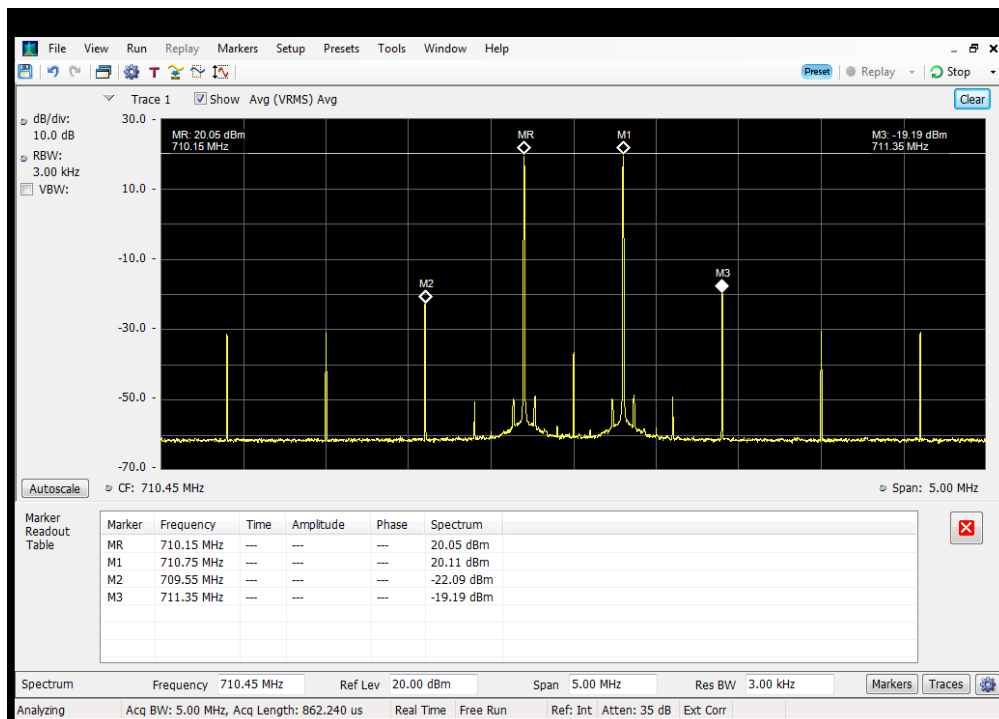 File View Run Replay Markers Setup Presets Tools Window Help
T Preset Replay Stop
Trace 1 Show Avg (VRMS) Avg Clear
dB/div:
10.0 dB
RBW:
3.00 kHz
VBW:
30.0 -
10.0 -
-10.0 -
-30.0 -
-50.0 -
-70.0 -
MR: 20.05 dBm
710.15 MHz
MR
M1
M3: -19.19 dBm
711.35 MHz
M2
M3
Autoscale CF: 710.45 MHz Span: 5.00 MHz
Marker
Readout
Table
Marker Frequency Time Amplitude Phase Spectrum
MR 710.15 MHz --- --- --- 20.05 dBm
M1 710.75 MHz --- --- --- 20.11 dBm
M2 709.55 MHz --- --- --- -22.09 dBm
M3 711.35 MHz --- --- --- -19.19 dBm
Spectrum Frequency 710.45 MHz Ref Lev 20.00 dBm Span 5.00 MHz Res BW 3.00 kHz Markers Traces
Analyzing Acq BW: 5.00 MHz, Acq Length: 862.240 us Real Time Free Run Ref: Int Atten: 35 dB Ext Corr